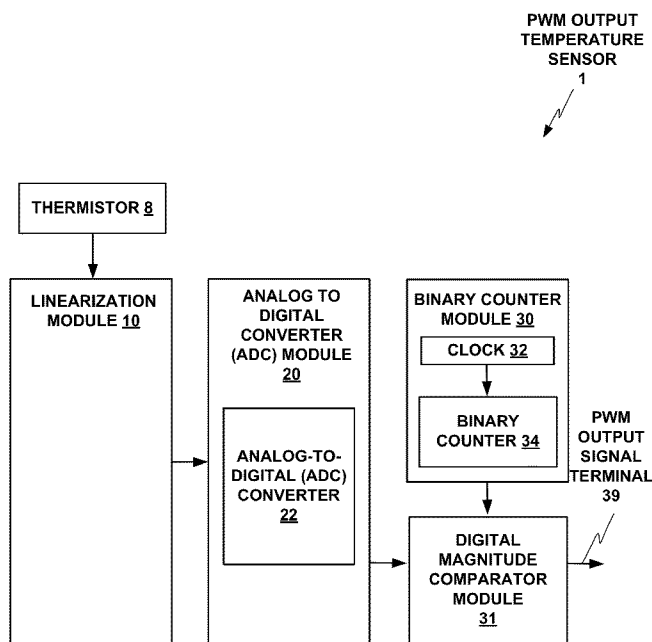 PWM OUTPUT
TEMPERATURE
SENSOR
1
THERMISTOR 8
LINEARIZATION
MODULE 10
ANALOG TO
DIGITAL
CONVERTER
(ADC) MODULE
20
ANALOG-TO-
DIGITAL (ADC)
CONVERTER
22
BINARY COUNTER
MODULE 30
CLOCK 32
BINARY
COUNTER 34
PWM
OUTPUT
SIGNAL
TERMINAL
39
DIGITAL
MAGNITUDE
COMPARATOR
MODULE
31